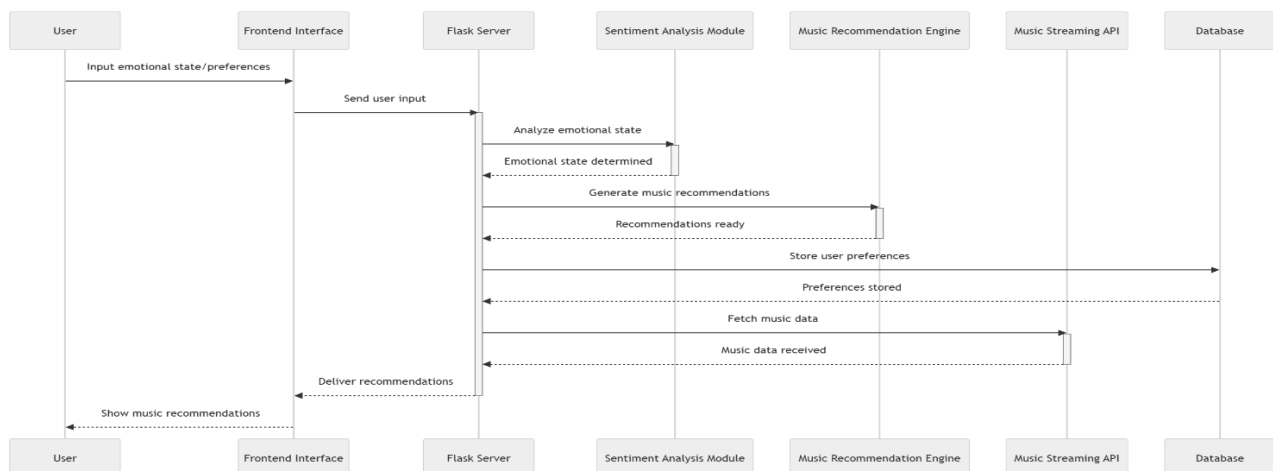 User
Frontend Interface
Flask Server
Sentiment Analysis Module
Music Recommendation Engine
Music Streaming API
Database
Input emotional state/preferences
Send user input
Analyze emotional state
Emotional state determined
Generate music recommendations
Recommendations ready
Store user preferences
Preferences stored
Fetch music data
Music data received
Deliver recommendations
Show music recommendations
User
Frontend Interface
Flask Server
Sentiment Analysis Module
Music Recommendation Engine
Music Streaming API
Database